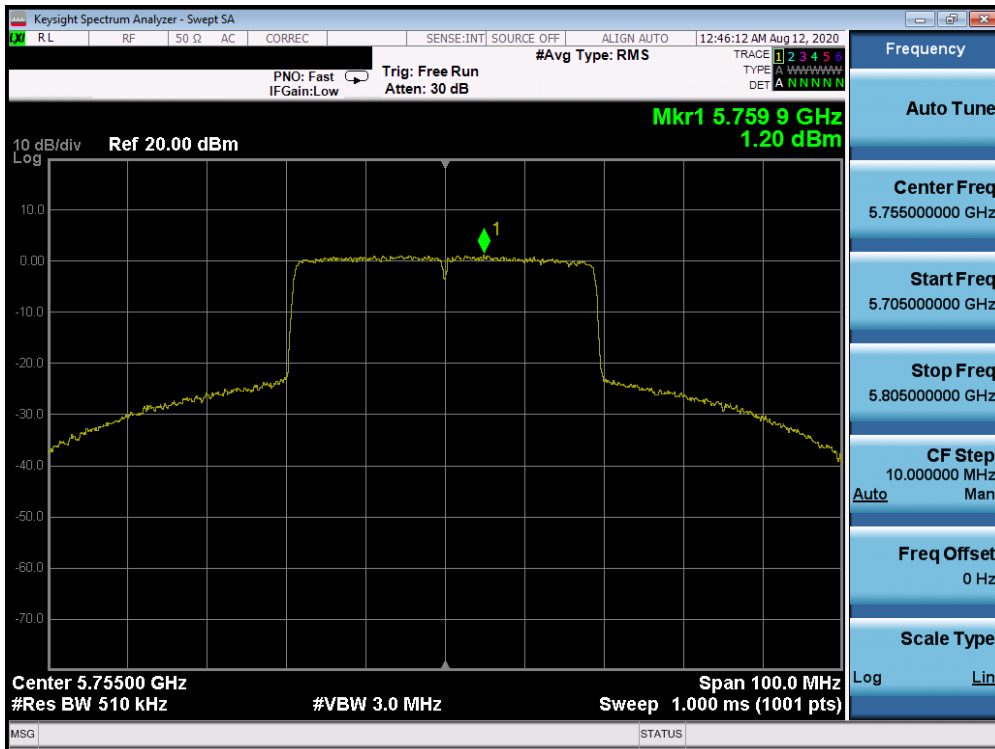 Keysight Spectrum Analyzer - Swept SA
LXI RL RF 50 Ω AC CORREC SENSE:INT SOURCE OFF ALIGN AUTO 12:46:12 AM Aug 12, 2020
#Avg Type: RMS
TRACE 1 2 3 4 5 6
TYPE A WWWWW
DET A N N N N N
PNO: Fast Trig: Free Run
IFGain:Low Atten: 30 dB
Mkr1 5.759 9 GHz
1.20 dBm
10 dB/div Ref 20.00 dBm
Log
10.0
1
0.00
-10.0
-20.0
-30.0
-40.0
-50.0
-60.0
-70.0
Center 5.75500 GHz Span 100.0 MHz
#Res BW 510 kHz #VBW 3.0 MHz Sweep 1.000 ms (1001 pts)
MSG STATUS
Frequency
Auto Tune
Center Freq
5.755000000 GHz
Start Freq
5.705000000 GHz
Stop Freq
5.805000000 GHz
CF Step
10.000000 MHz
Auto Man
Freq Offset
0 Hz
Scale Type
Log Lin